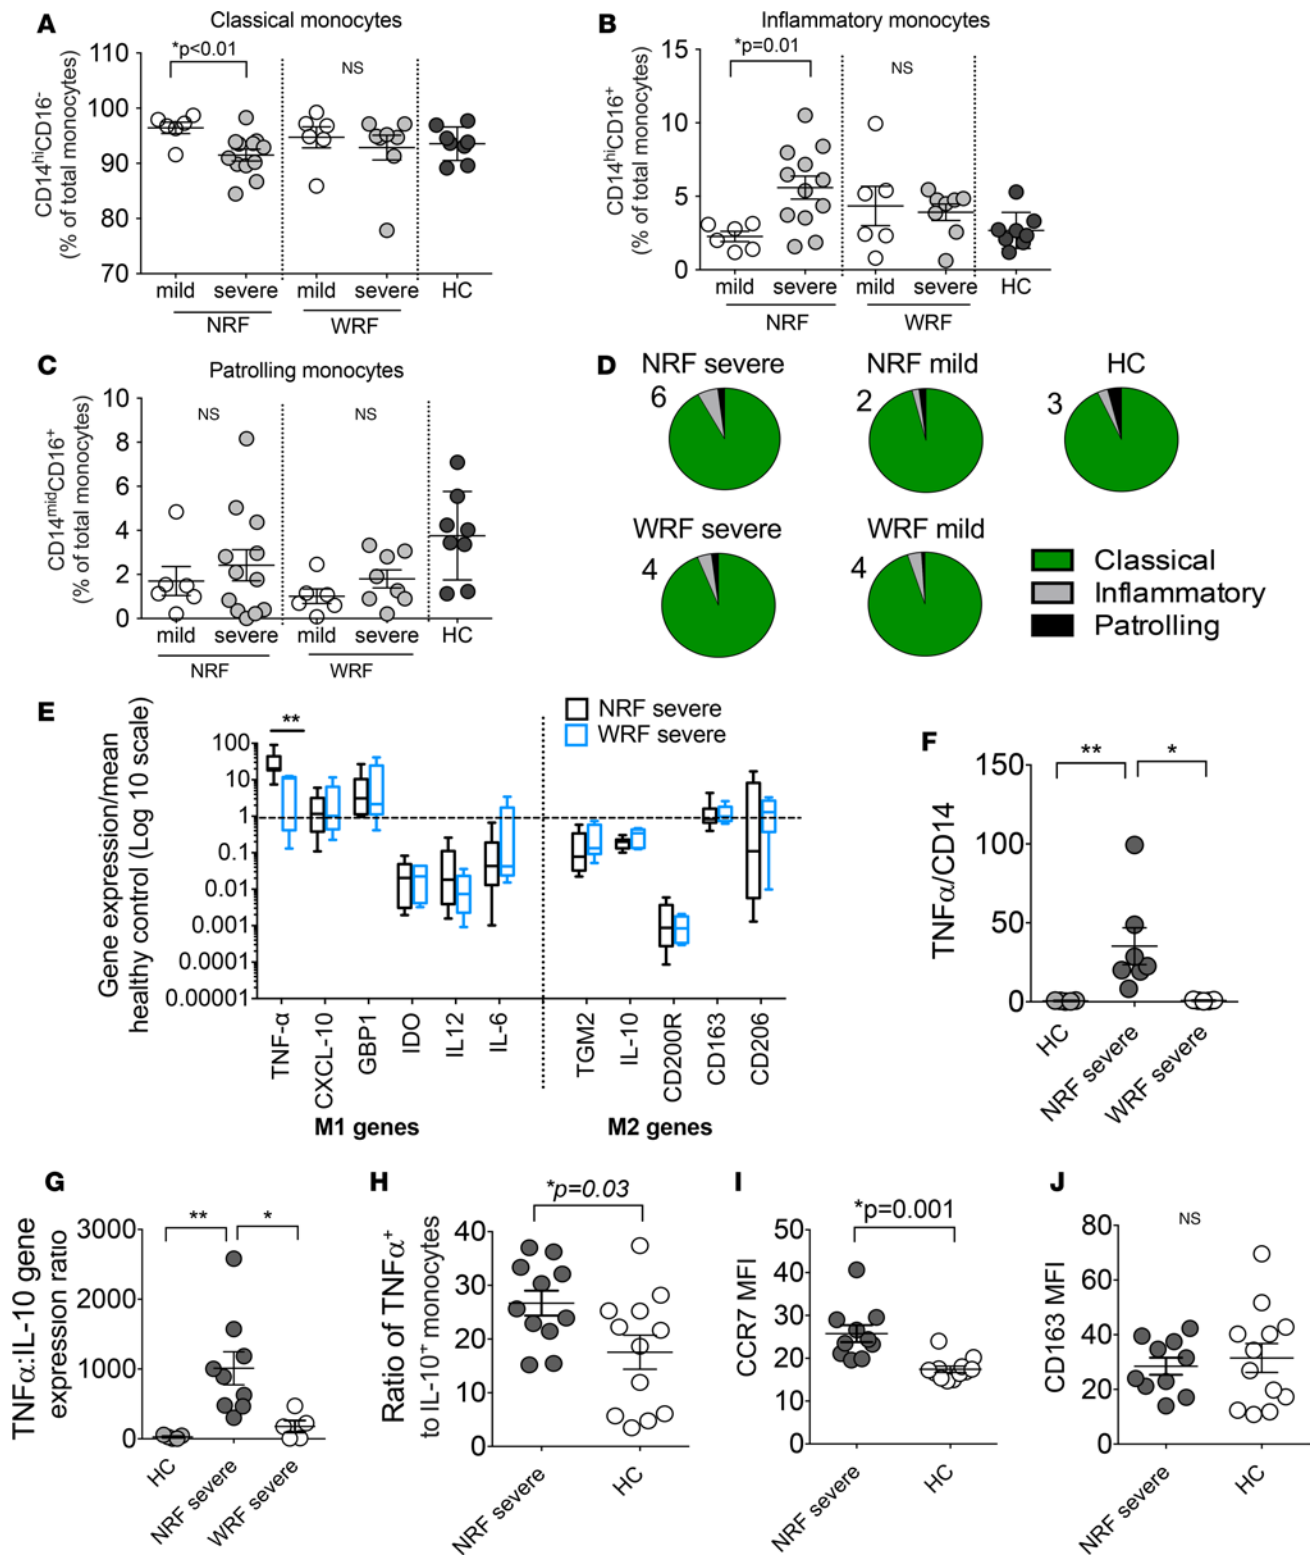 A
Classical monocytes
CD14hiCD16-
(% of total monocytes)
110
100
90
80
70
*p<0.01
NS
mild
severe
mild
severe
HC
NRF
WRF
B
Inflammatory monocytes
CD14hiCD16+
(% of total monocytes)
15
10
5
0
*p=0.01
NS
mild
severe
mild
severe
HC
NRF
WRF
C
Patrolling monocytes
CD14midCD16+
(% of total monocytes)
10
8
6
4
2
0
NS
NS
mild
severe
mild
severe
HC
NRF
WRF
D
NRF severe
NRF mild
HC
6
2
3
WRF severe
WRF mild
4
4
Classical
Inflammatory
Patrolling
E
Gene expression/mean
healthy control (Log 10 scale)
NRF severe
WRF severe
**
100
10
1
0.1
0.01
0.001
0.0001
0.00001
TNF-α
CXCL-10
GBP1
IDO
IL12
IL-6
TGM2
IL-10
CD200R
CD163
CD206
M1 genes
M2 genes
F
TNFα/CD14
150
100
50
0
**
*
HC
NRF severe
WRF severe
G
TNFα:IL-10 gene
expression ratio
3000
2000
1000
0
**
*
HC
NRF severe
WRF severe
H
Ratio of TNFα+
to IL-10+ monocytes
*p=0.03
40
30
20
10
0
NRF severe
HC
I
CCR7 MFI
*p=0.001
50
40
30
20
10
0
NRF severe
HC
J
CD163 MFI
NS
80
60
40
20
0
NRF severe
HC